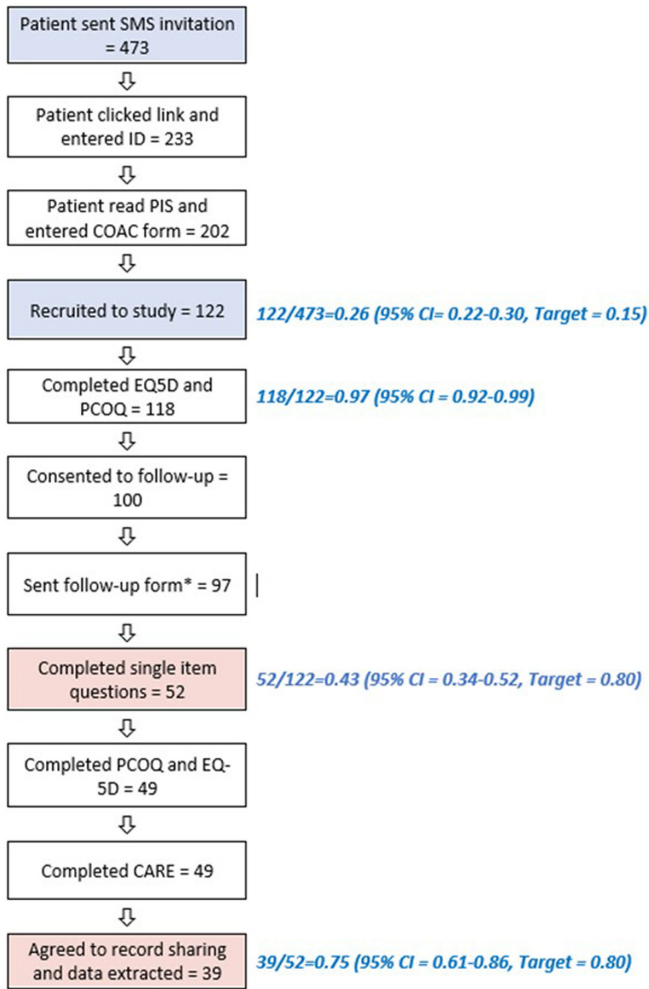 Patient sent SMS invitation
= 473
Patient clicked link and
entered ID = 233
Patient read PIS and
entered COAC form = 202
Recruited to study = 122
122/473=0.26 (95% CI= 0.22-0.30, Target = 0.15)
Completed EQ5D and
PCOQ = 118
118/122=0.97 (95% CI = 0.92-0.99)
Consented to follow-up =
100
Sent follow-up form* = 97
Completed single item
questions = 52
52/122=0.43 (95% CI = 0.34-0.52, Target = 0.80)
Completed PCOQ and EQ-
5D = 49
Completed CARE = 49
Agreed to record sharing
and data extracted = 39
39/52=0.75 (95% CI = 0.61-0.86, Target = 0.80)